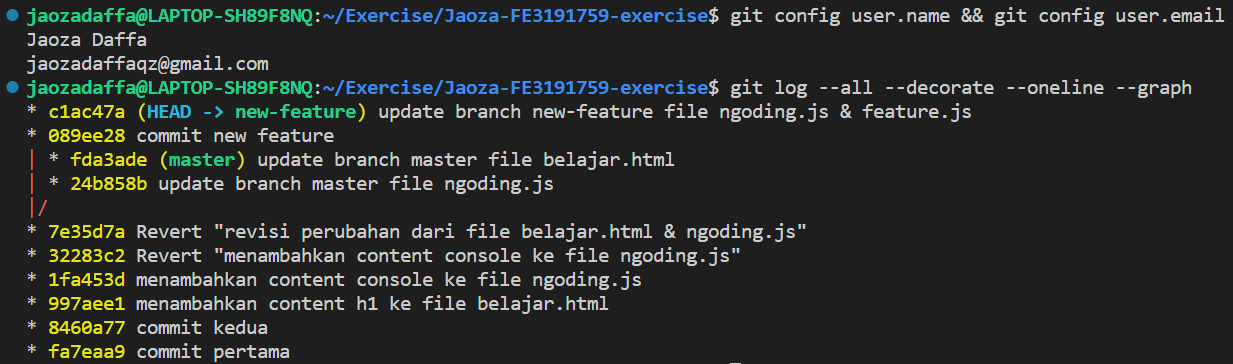 jaozadaffa@LAPTOP-SH89F8NQ:~/Exercise/Jaoza-FE3191759-exercise$ git config user.name && git config user.email
Jaoza Daffa
jaozadaffaqz@gmail.com
jaozadaffa@LAPTOP-SH89F8NQ:~/Exercise/Jaoza-FE3191759-exercise$ git log --all --decorate --oneline --graph
* c1ac47a (HEAD -> new-feature) update branch new-feature file ngoding.js & feature.js
* 089ee28 commit new feature
| * fda3ade (master) update branch master file belajar.html
| * 24b858b update branch master file ngoding.js
|/
* 7e35d7a Revert "revisi perubahan dari file belajar.html & ngoding.js"
* 32283c2 Revert "menambahkan content console ke file ngoding.js"
* 1fa453d menambahkan content console ke file ngoding.js
* 997aee1 menambahkan content h1 ke file belajar.html
* 8460a77 commit kedua
* fa7eaa9 commit pertama